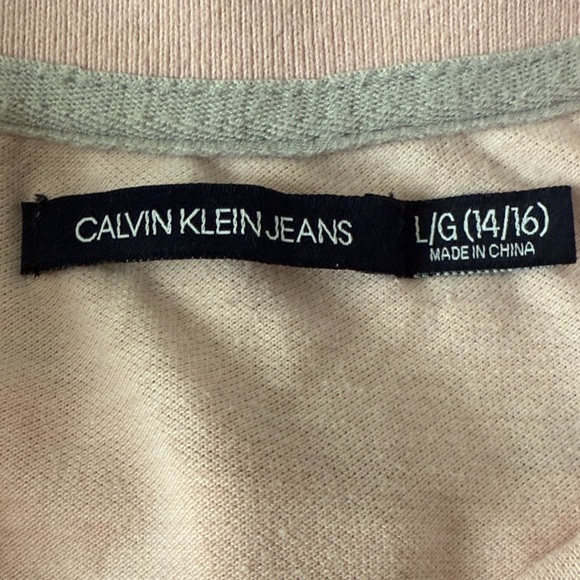 CALVIN KLEIN JEANS
L/G (14/16)
MADE IN CHINA